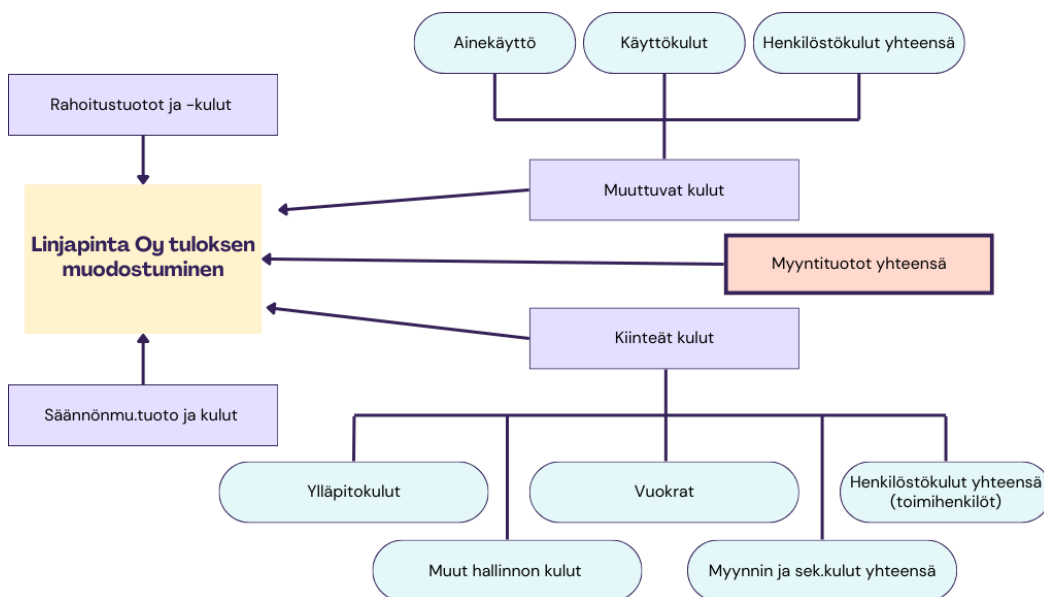 Ainekäyttö
Käyttökulut
Henkilöstökulut yhteensä
Rahoitustuotot ja -kulut
Muuttuvat kulut
Linjapinta Oy tuloksen
muodostuminen
Myyntituotot yhteensä
Kiinteät kulut
Säännönmu.tuoto ja kulut
Ylläpitokulut
Vuokrat
Henkilöstökulut yhteensä
(toimihenkilöt)
Muut hallinnon kulut
Myynnin ja sek.kulut yhteensä